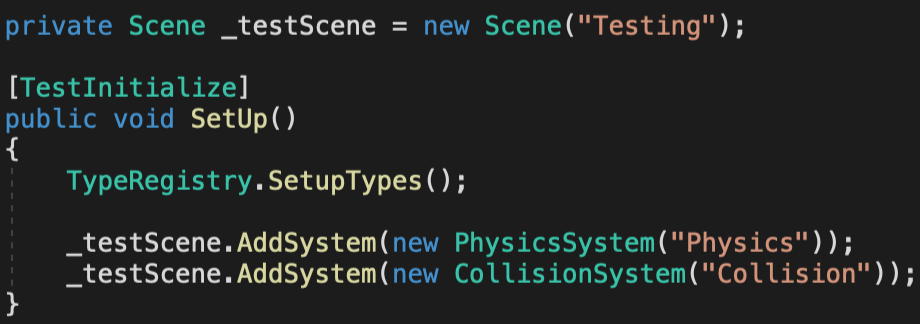 private Scene _testScene = new Scene("Testing");
[TestInitialize]
public void SetUp()
{
TypeRegistry.SetupTypes();
_testScene.AddSystem(new PhysicsSystem("Physics"));
_testScene.AddSystem(new CollisionSystem("Collision"));
}